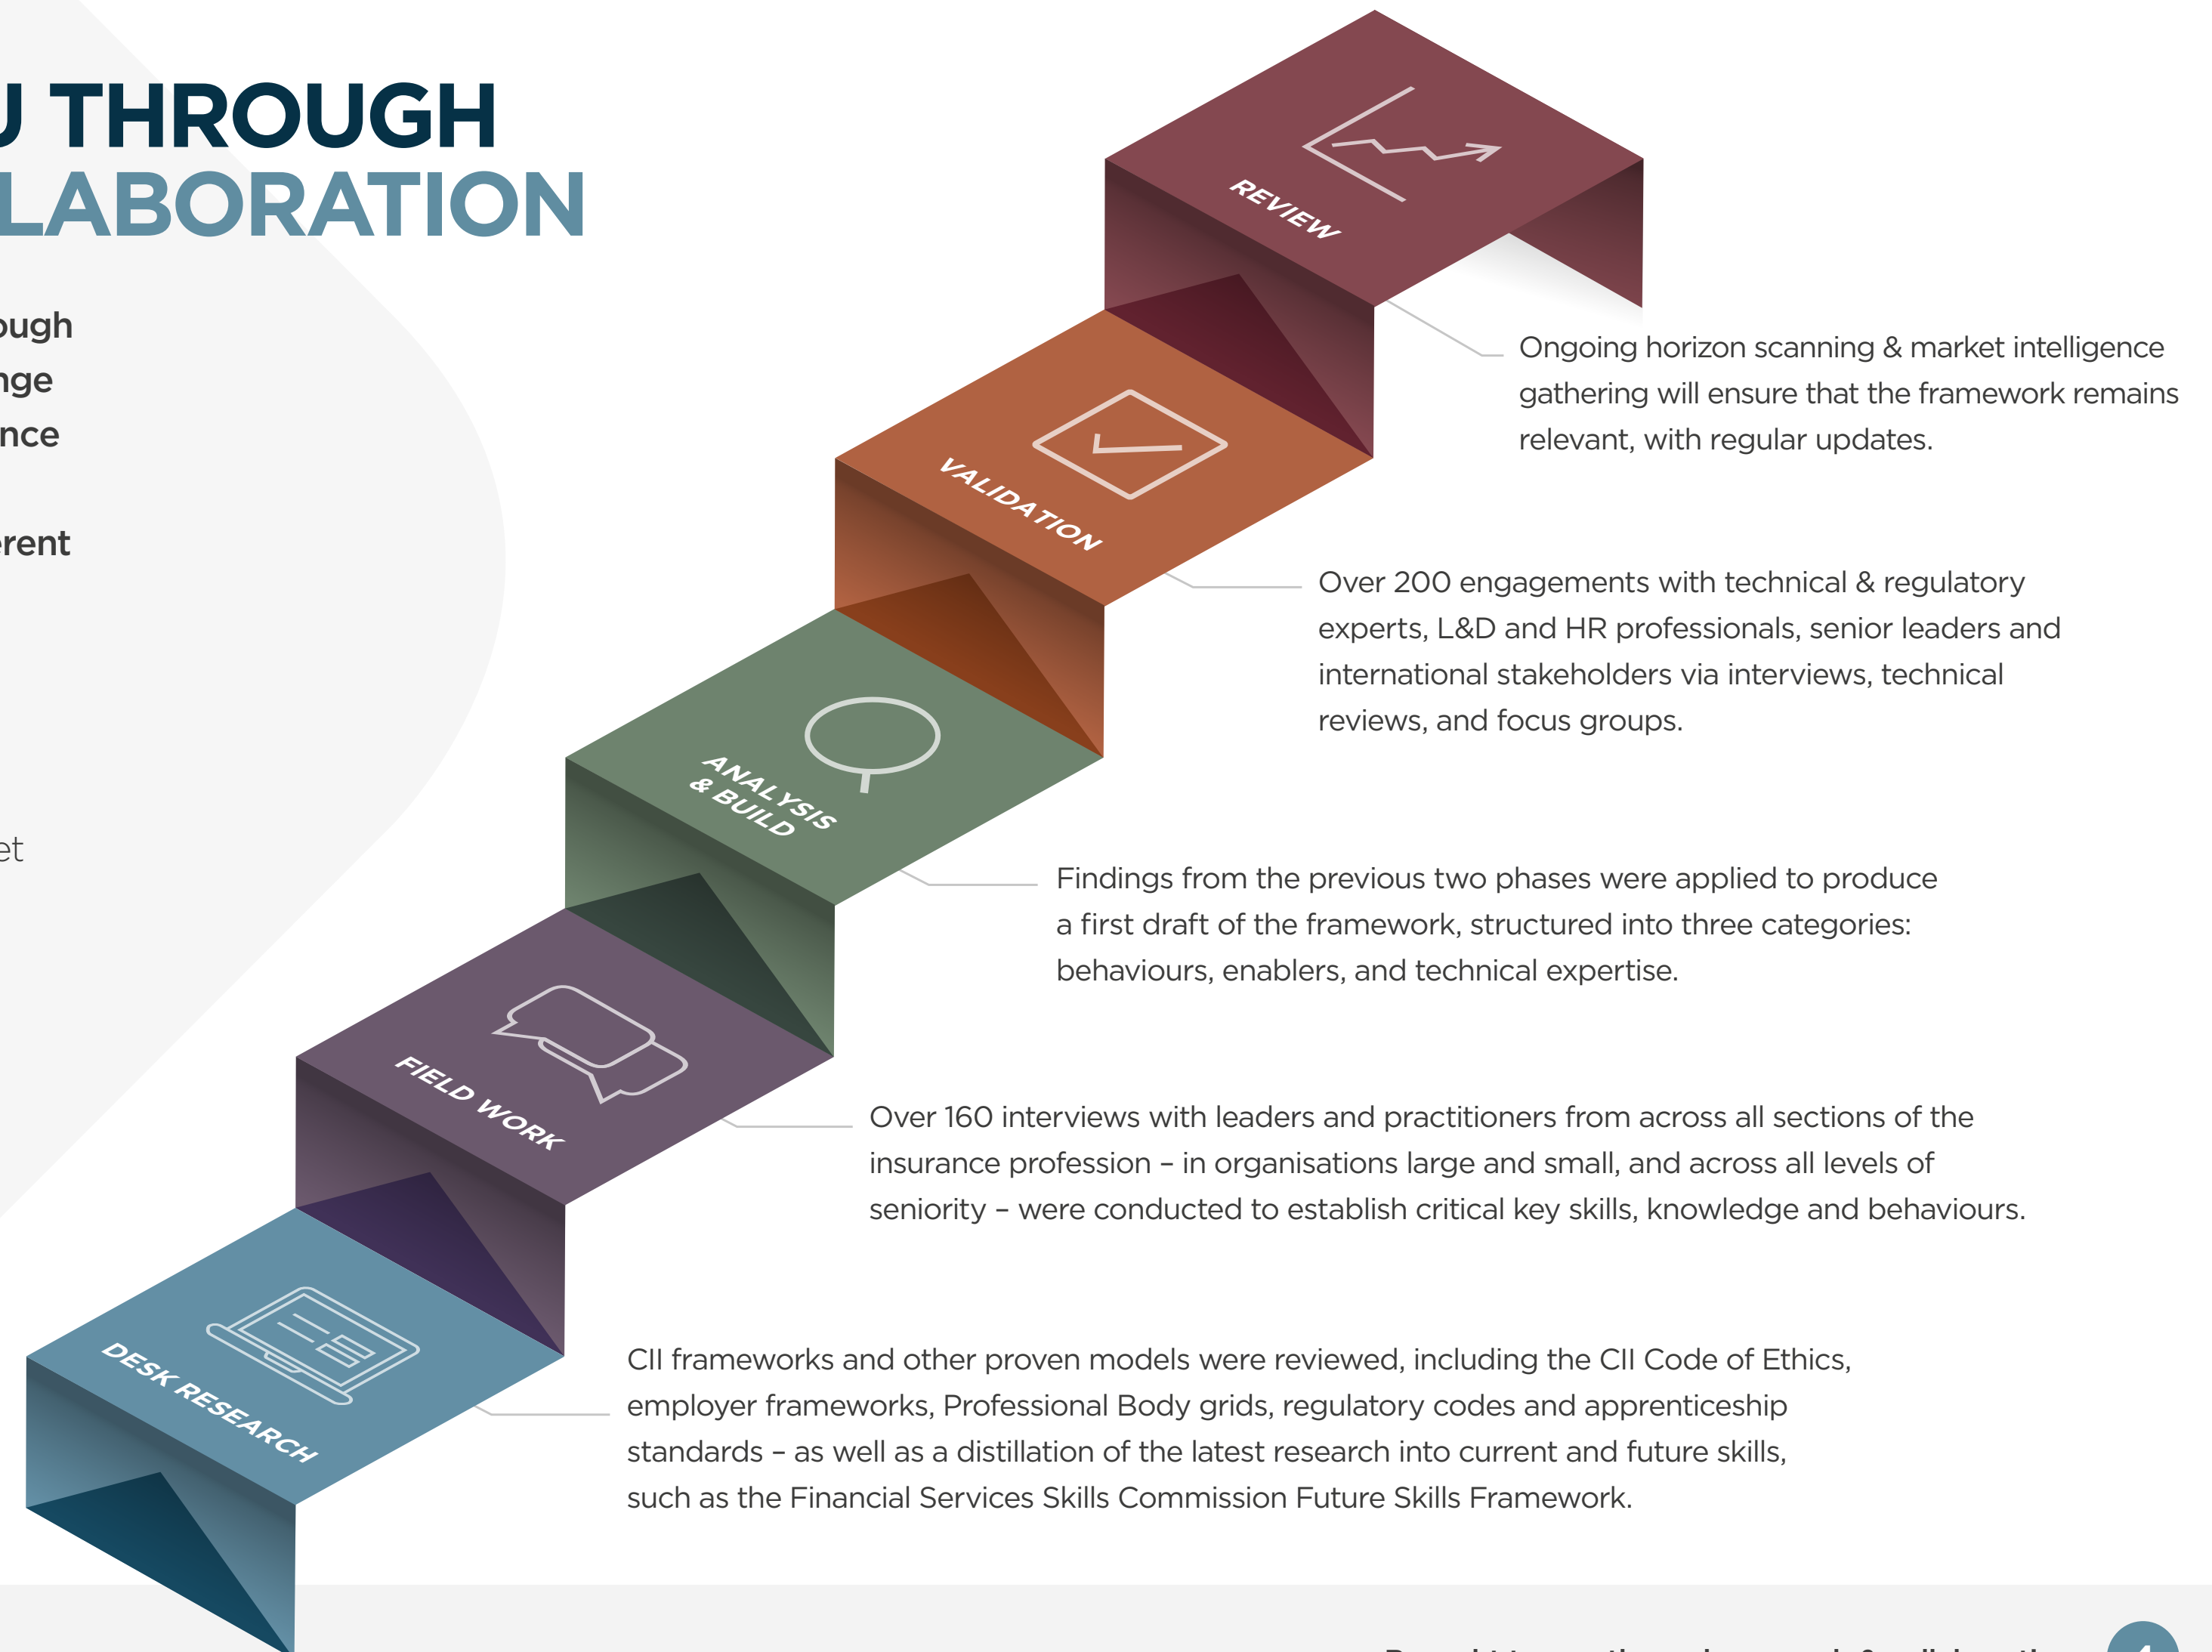 THROUGH
LABORATION
ough
nge
nce
erent
et
REVIEW
Ongoing horizon scanning & market intelligence
gathering will ensure that the framework remains
relevant, with regular updates.
VALIDATION
Over 200 engagements with technical & regulatory
experts, L&D and HR professionals, senior leaders and
international stakeholders via interviews, technical
reviews, and focus groups.
ANALYSIS
& BUILD
Findings from the previous two phases were applied to produce
a first draft of the framework, structured into three categories:
behaviours, enablers, and technical expertise.
FIELD WORK
Over 160 interviews with leaders and practitioners from across all sections of the
insurance profession – in organisations large and small, and across all levels of
seniority – were conducted to establish critical key skills, knowledge and behaviours.
DESK RESEARCH
CII frameworks and other proven models were reviewed, including the CII Code of Ethics,
employer frameworks, Professional Body grids, regulatory codes and apprenticeship
standards – as well as a distillation of the latest research into current and future skills,
such as the Financial Services Skills Commission Future Skills Framework.